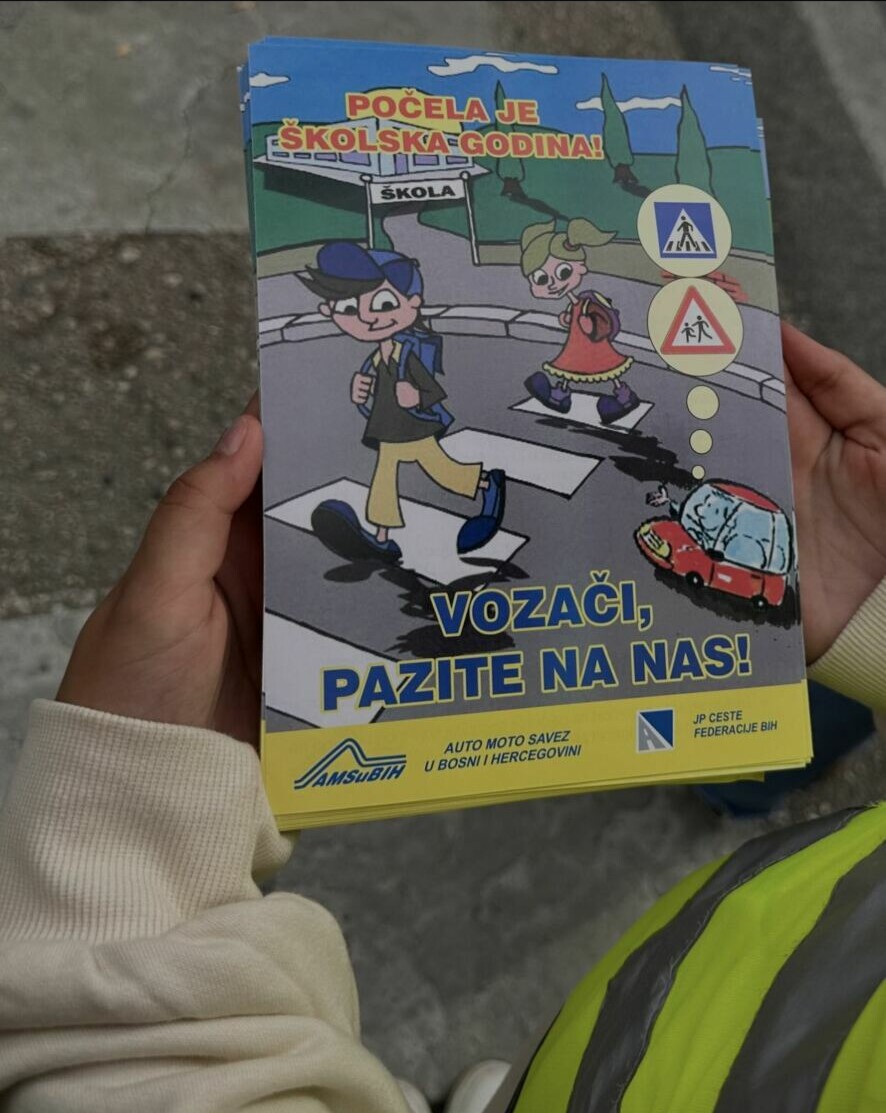 POČELA JE
ŠKOLSKA GODINA!
ŠKOLA
VOZAČI,
PAZITE NA NAS!
AMSuBIH
AUTO MOTO SAVEZ
U BOSNI I HERCEGOVINI
JP CESTE
FEDERACIJE BIH